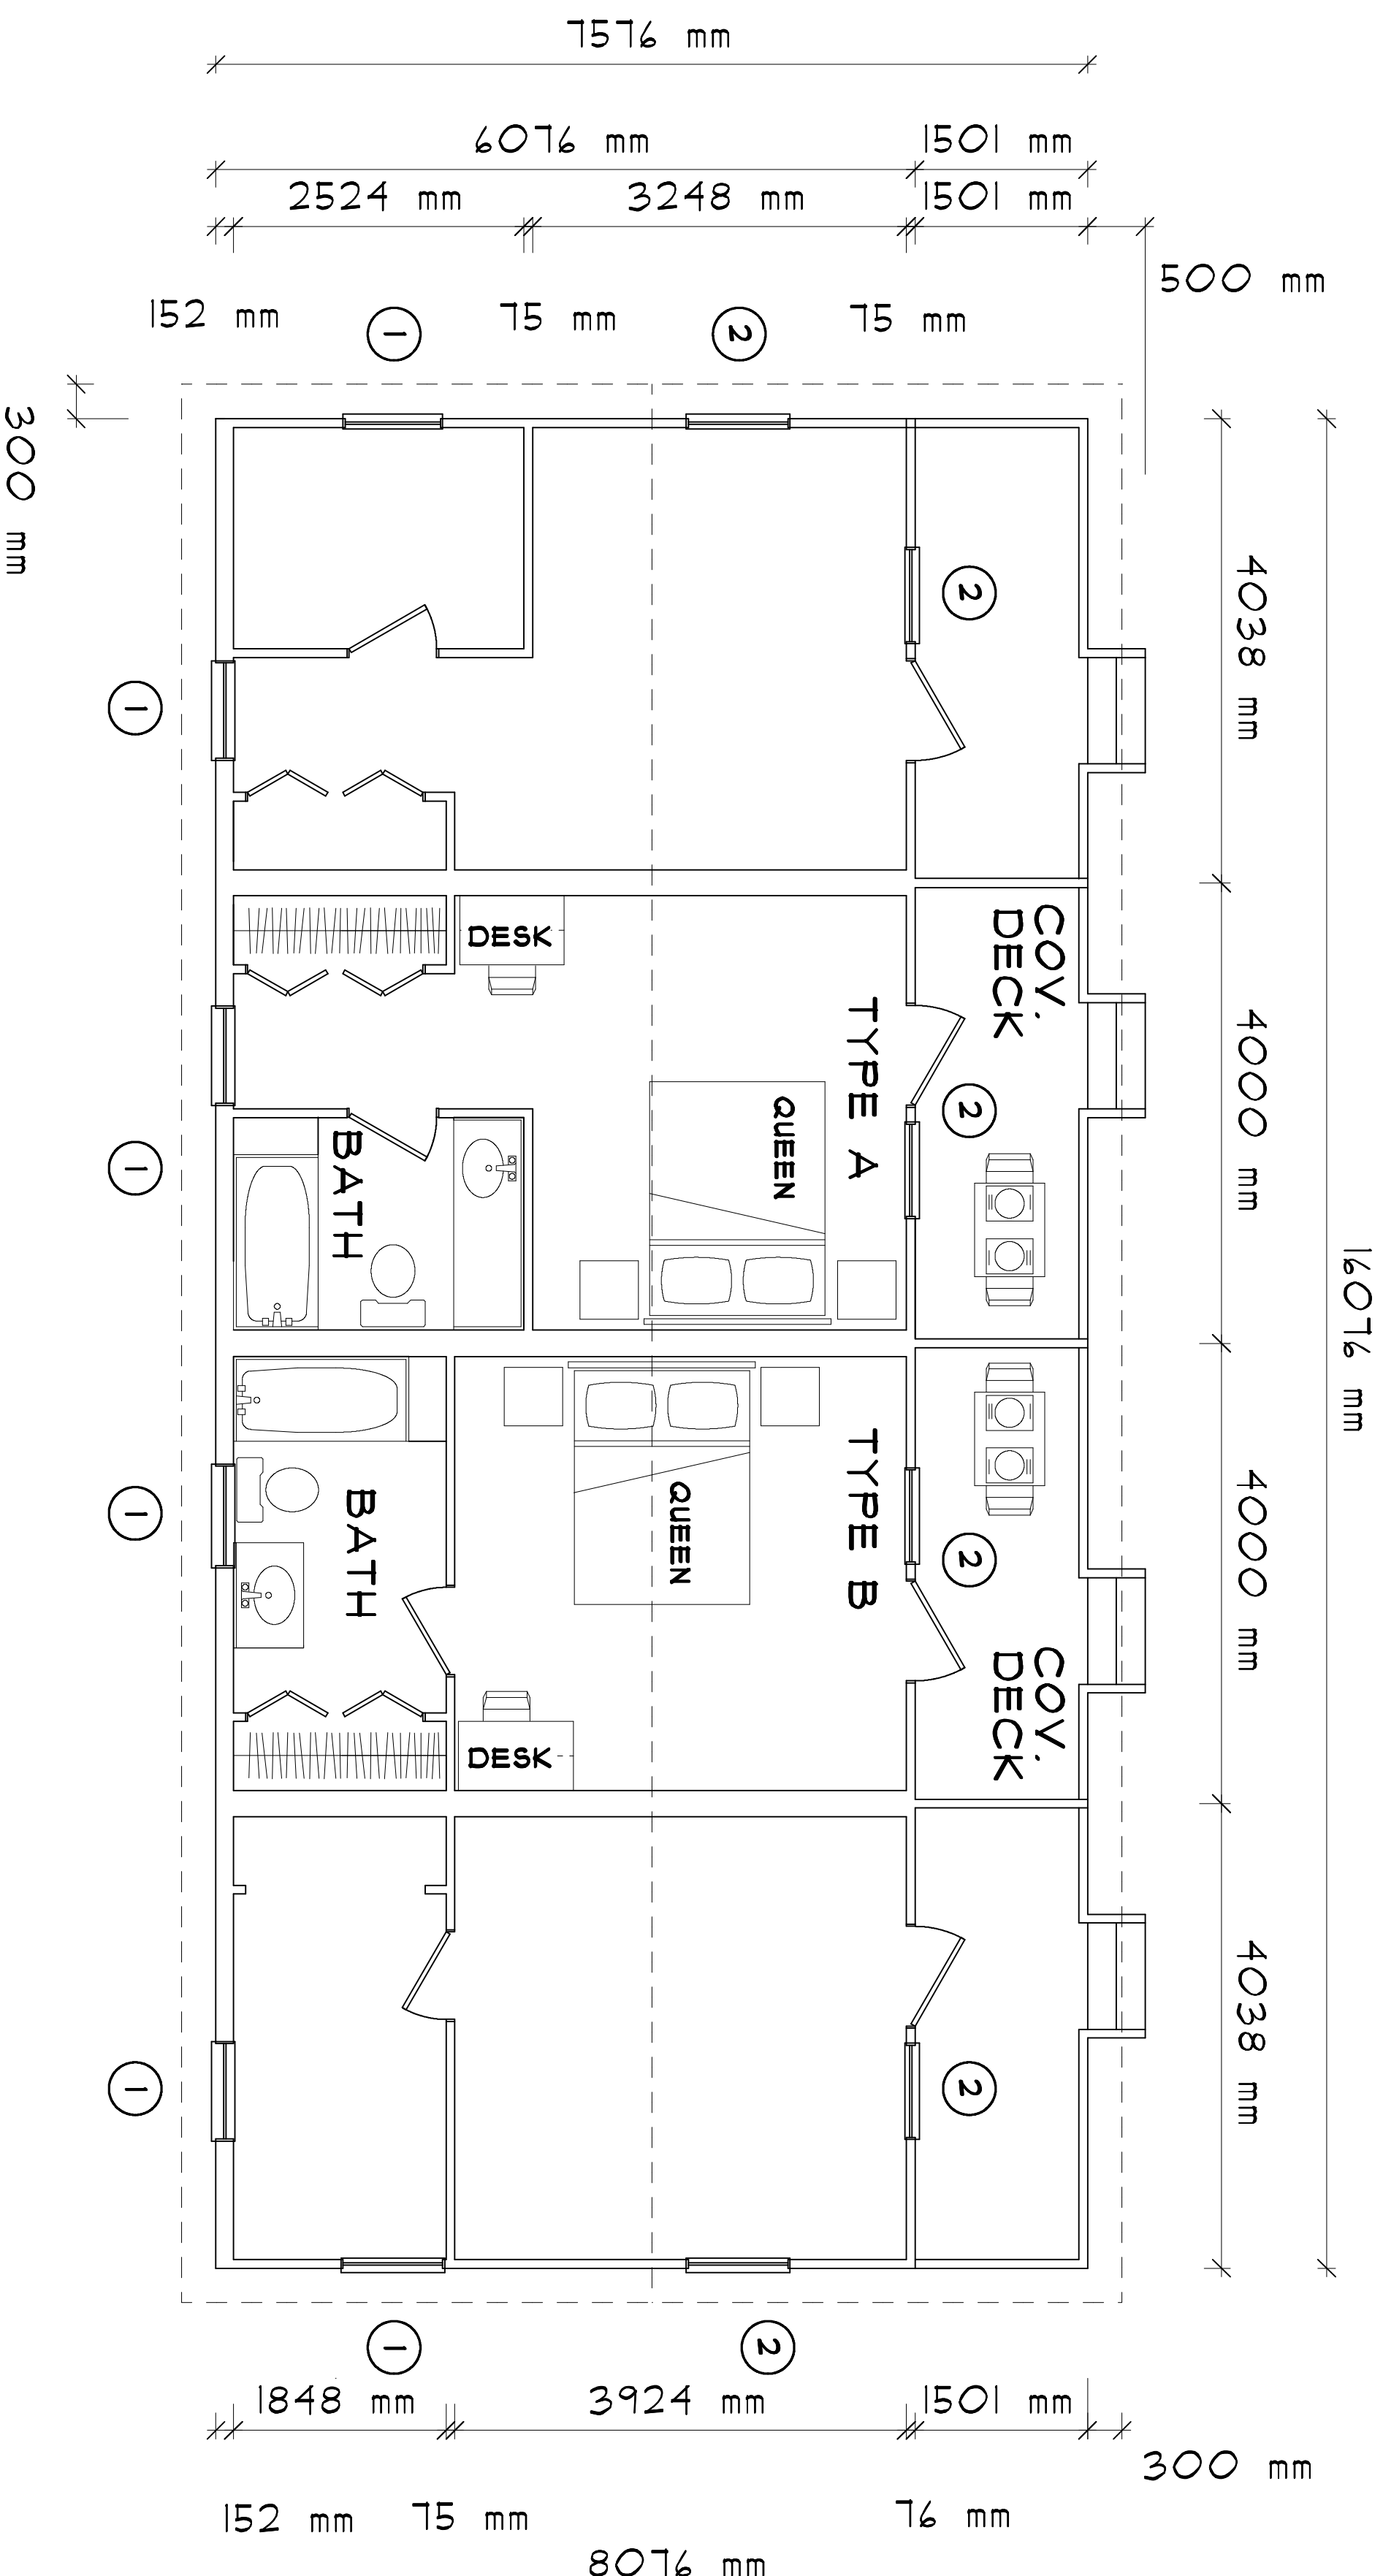 7576 mm
6076 mm
1501 mm
2524 mm
3248 mm
1501 mm
500 mm
152 mm
1
75 mm
2
75 mm
300 mm
2
4038 mm
1
COV.
DECK
DESK
TYPE A
4000 mm
QUEEN
2
BATH
1
16076 mm
TYPE B
QUEEN
BATH
1
2
4000 mm
COV.
DECK
DESK
4038 mm
1
2
1
2
1848 mm
3924 mm
1501 mm
300 mm
152 mm
75 mm
76 mm
8076 mm